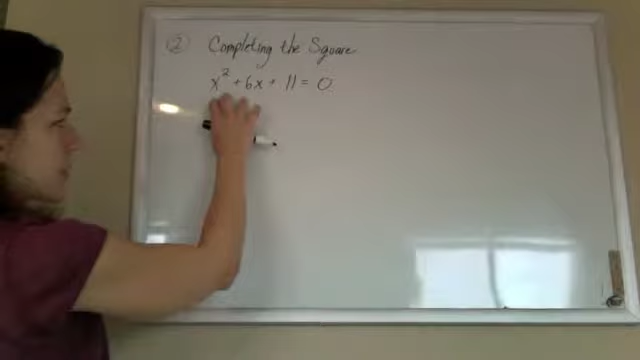 ② Completing the Square
x² + 6x + 11 = 0